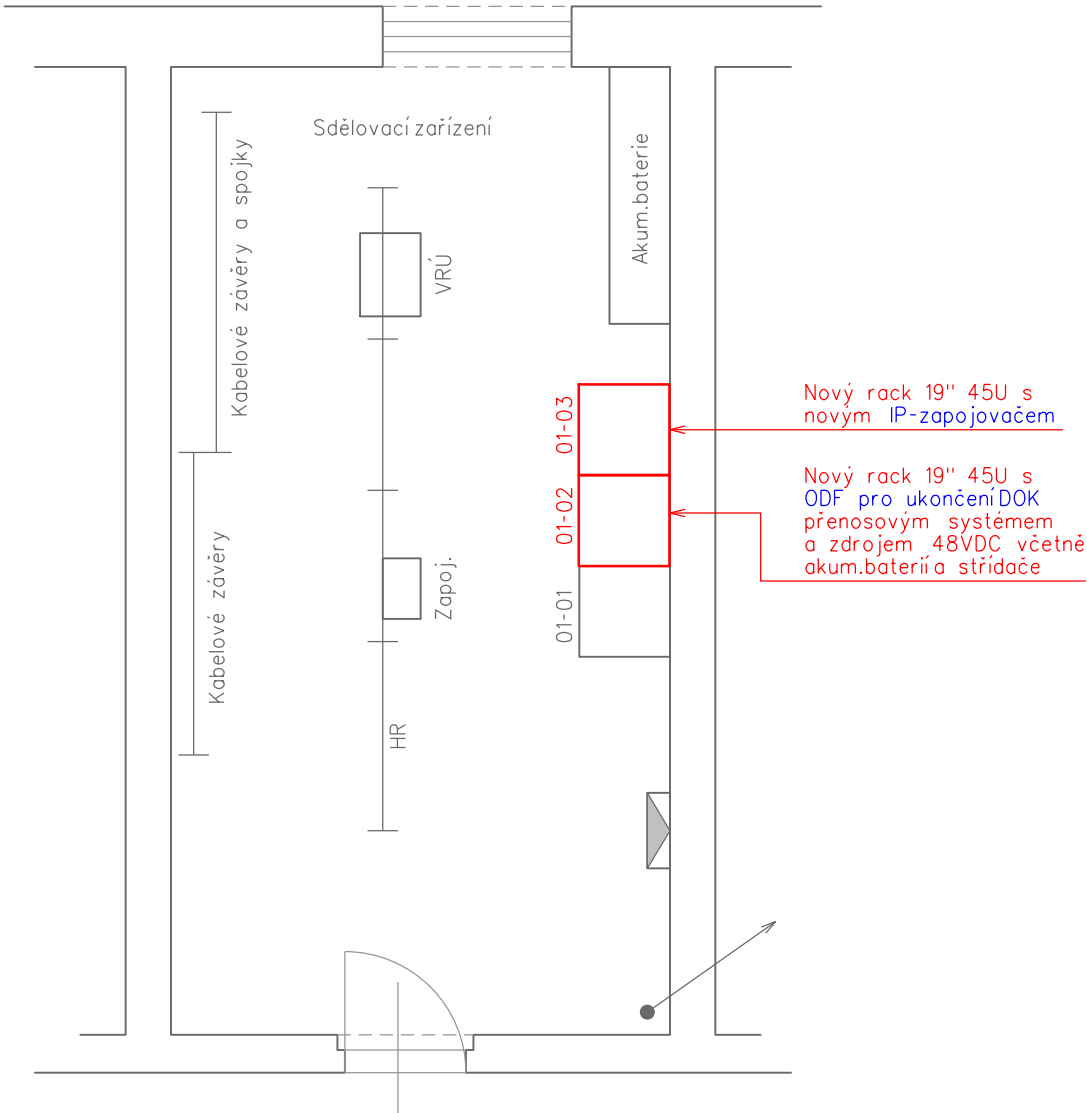 Sdělovací zařízení
Kabelové závěry a spojky
VRÚ
Akum.baterie
01-03
Nový rack 19" 45U s
novým IP-zapojovačem
01-02
Nový rack 19" 45U s
ODF pro ukončení DOK
přenosovým systémem
a zdrojem 48VDC včetně
akum.baterií a střídače
Kabelové závěry
Zapoj.
01-01
HR